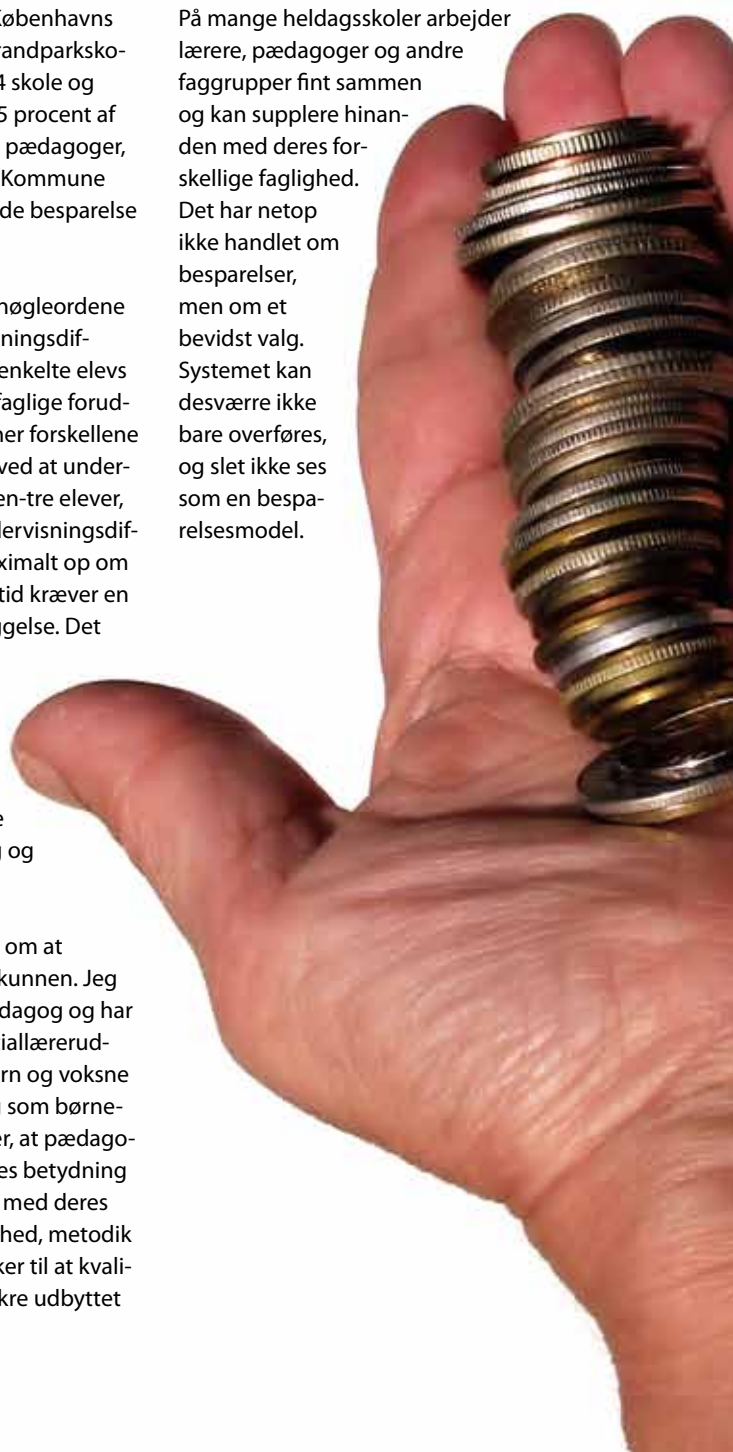 Københavns
randparksko-
4 skole og
5 procent af
pædagoger,
Kommune
de besparelse
nøgleordene
ningsdif-
enkelte elevs
faglige forud-
ner forskellene
ved at under-
en-tre elever,
dervisningsdif-
ximalt op om
tid kræver en
ggelse. Det
e
g og
om at
kunnen. Jeg
dagog og har
iallærerud-
rn og voksne
g som børne-
er, at pædago-
es betydning
med deres
hed, metodik
ker til at kvali-
kre udbyttet
På mange heldagsskoler arbejder
lærere, pædagoger og andre
faggrupper fint sammen
og kan supplere hinan-
den med deres for-
skellige faglighed.
Det har netop
ikke handlet om
besparelser,
men om et
bevidst valg.
Systemet kan
desværre ikke
bare overføres,
og slet ikke ses
som en bespa-
relsesmodel.